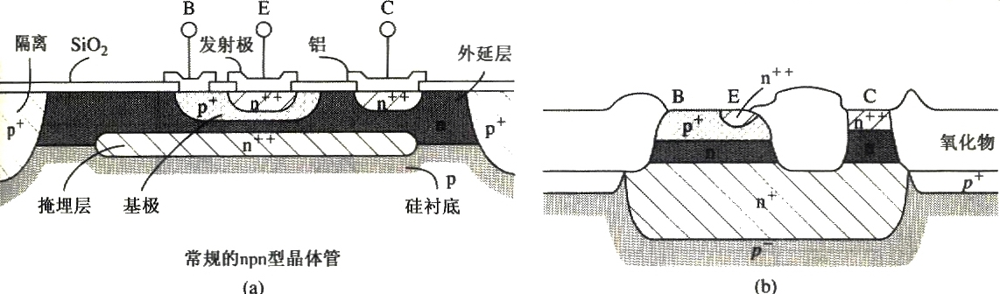 B E C
隔离 SiO₂ 发射极 铝 外延层
p⁺ p⁺ n⁺⁺ n⁺⁺ n p⁺
n⁺⁺
p
掩埋层 基极 硅衬底
常规的npn型晶体管
(a)
n⁺⁺
B E C
p⁺ n⁺⁺
n n 氧化物
p⁺
n⁺
p⁻
(b)